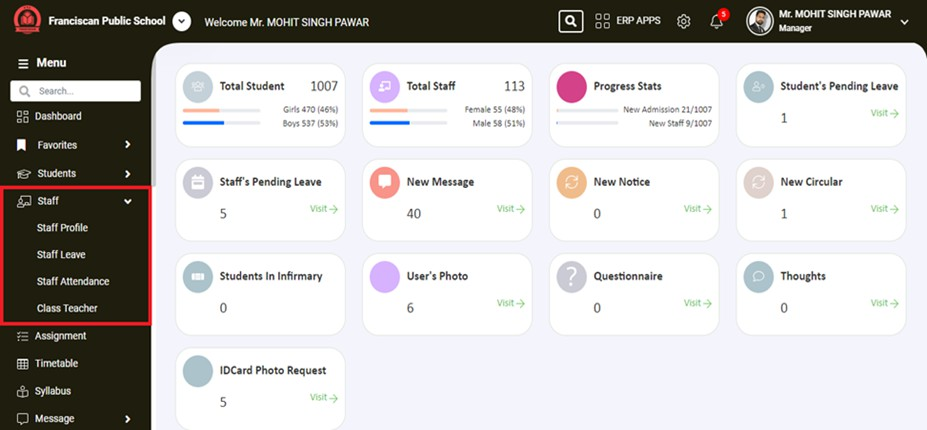 Franciscan Public School
Welcome Mr. MOHIT SINGH PAWAR
ERP APPS
5
Mr. MOHIT SINGH PAWAR
Manager
Menu
Search...
Dashboard
Favorites
Students
Staff
Staff Profile
Staff Leave
Staff Attendance
Class Teacher
Assignment
Timetable
Syllabus
Message
Total Student 1007
Girls 470 (46%)
Boys 537 (53%)
Total Staff 113
Female 55 (48%)
Male 58 (51%)
Progress Stats
New Admission 21/1007
New Staff 9/1007
Student's Pending Leave
1 Visit
Staff's Pending Leave
5 Visit
New Message
40 Visit
New Notice
0 Visit
New Circular
1 Visit
Students In Infirmary
0
User's Photo
6 Visit
?
Questionnaire
0 Visit
Thoughts
0 Visit
IDCard Photo Request
5 Visit